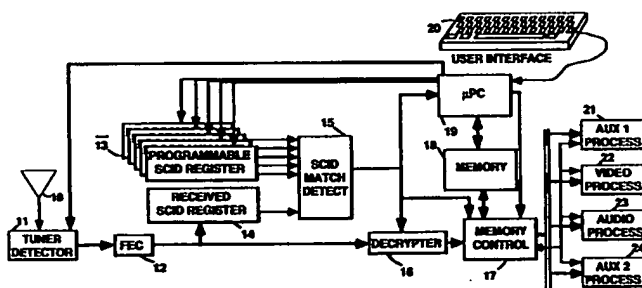 20
USER INTERFACE
21
AUX 1
PROCESS
22
VIDEO
PROCESS
23
AUDIO
PROCESS
24
AUX 2
PROCESS
μPC
19
18
MEMORY
MEMORY
CONTROL
17
15
SCID
MATCH
DETECT
13
PROGRAMMABLE
SCID REGISTER
RECEIVED
SCID REGISTER
14
10
11
TUNER
DETECTOR
FEC
12
DECRYPTER
16